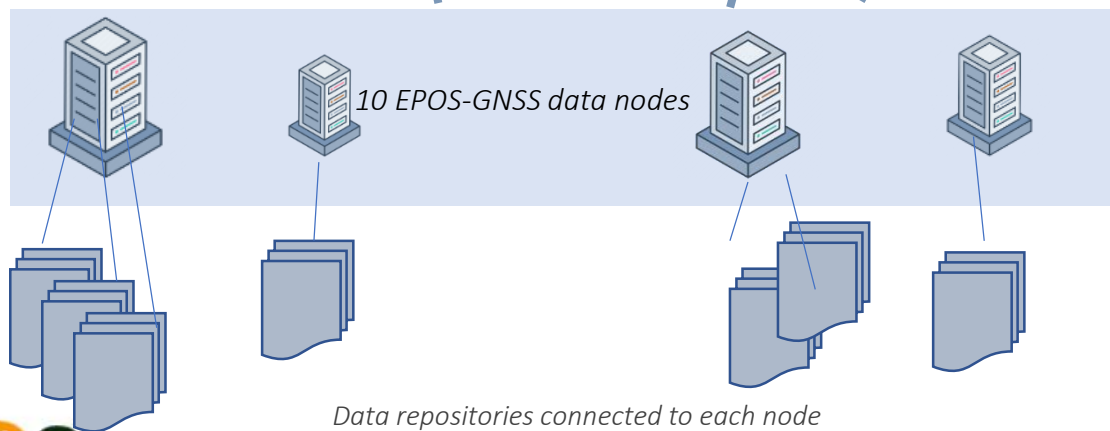 10 EPOS-GNSS data nodes
Data repositories connected to each node